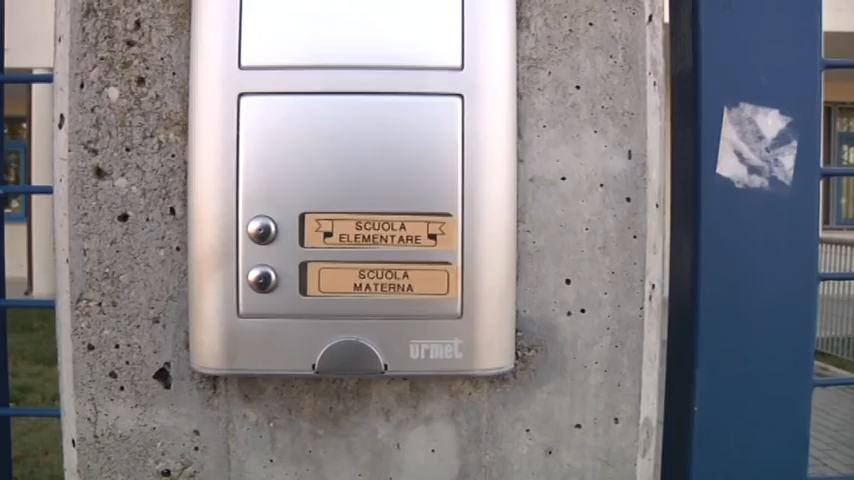 SCUOLA
ELEMENTARE
SCUOLA
MATERNA
urmet